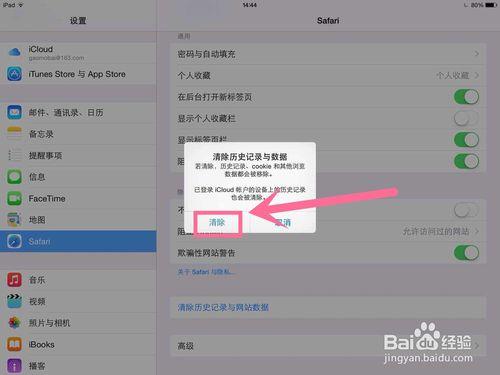 iPad
14:44
80%
设置
Safari
iCloud
gaomobai@163.com
iTunes Store 与 App Store
邮件、通讯录、日历
备忘录
提醒事项
信息
FaceTime
地图
Safari
音乐
视频
照片与相机
iBooks
播客
通用
密码与自动填充
个人收藏
个人收藏
在后台打开新标签页
显示个人收藏栏
显示标签页栏
阻
清除历史记录与数据
若清除，历史记录、cookie 和其他浏览
数据都会被移除。
已登录 iCloud 帐户的设备上的历史记录
也会被清除。
清除
取消
隐
不
阻
允许访问过的网站
欺骗性网站警告
关于 Safari 与隐私...
清除历史记录与网站数据
高级
Baidu 经验
jingyan.baidu.com